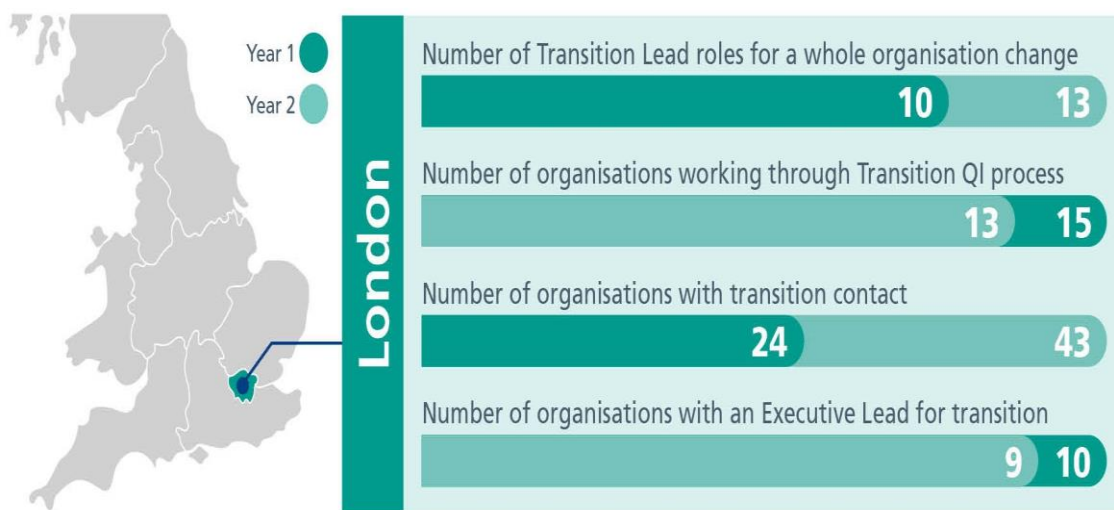 Year 1
Year 2
London
Number of Transition Lead roles for a whole organisation change
10 13
Number of organisations working through Transition QI process
13 15
Number of organisations with transition contact
24 43
Number of organisations with an Executive Lead for transition
9 10